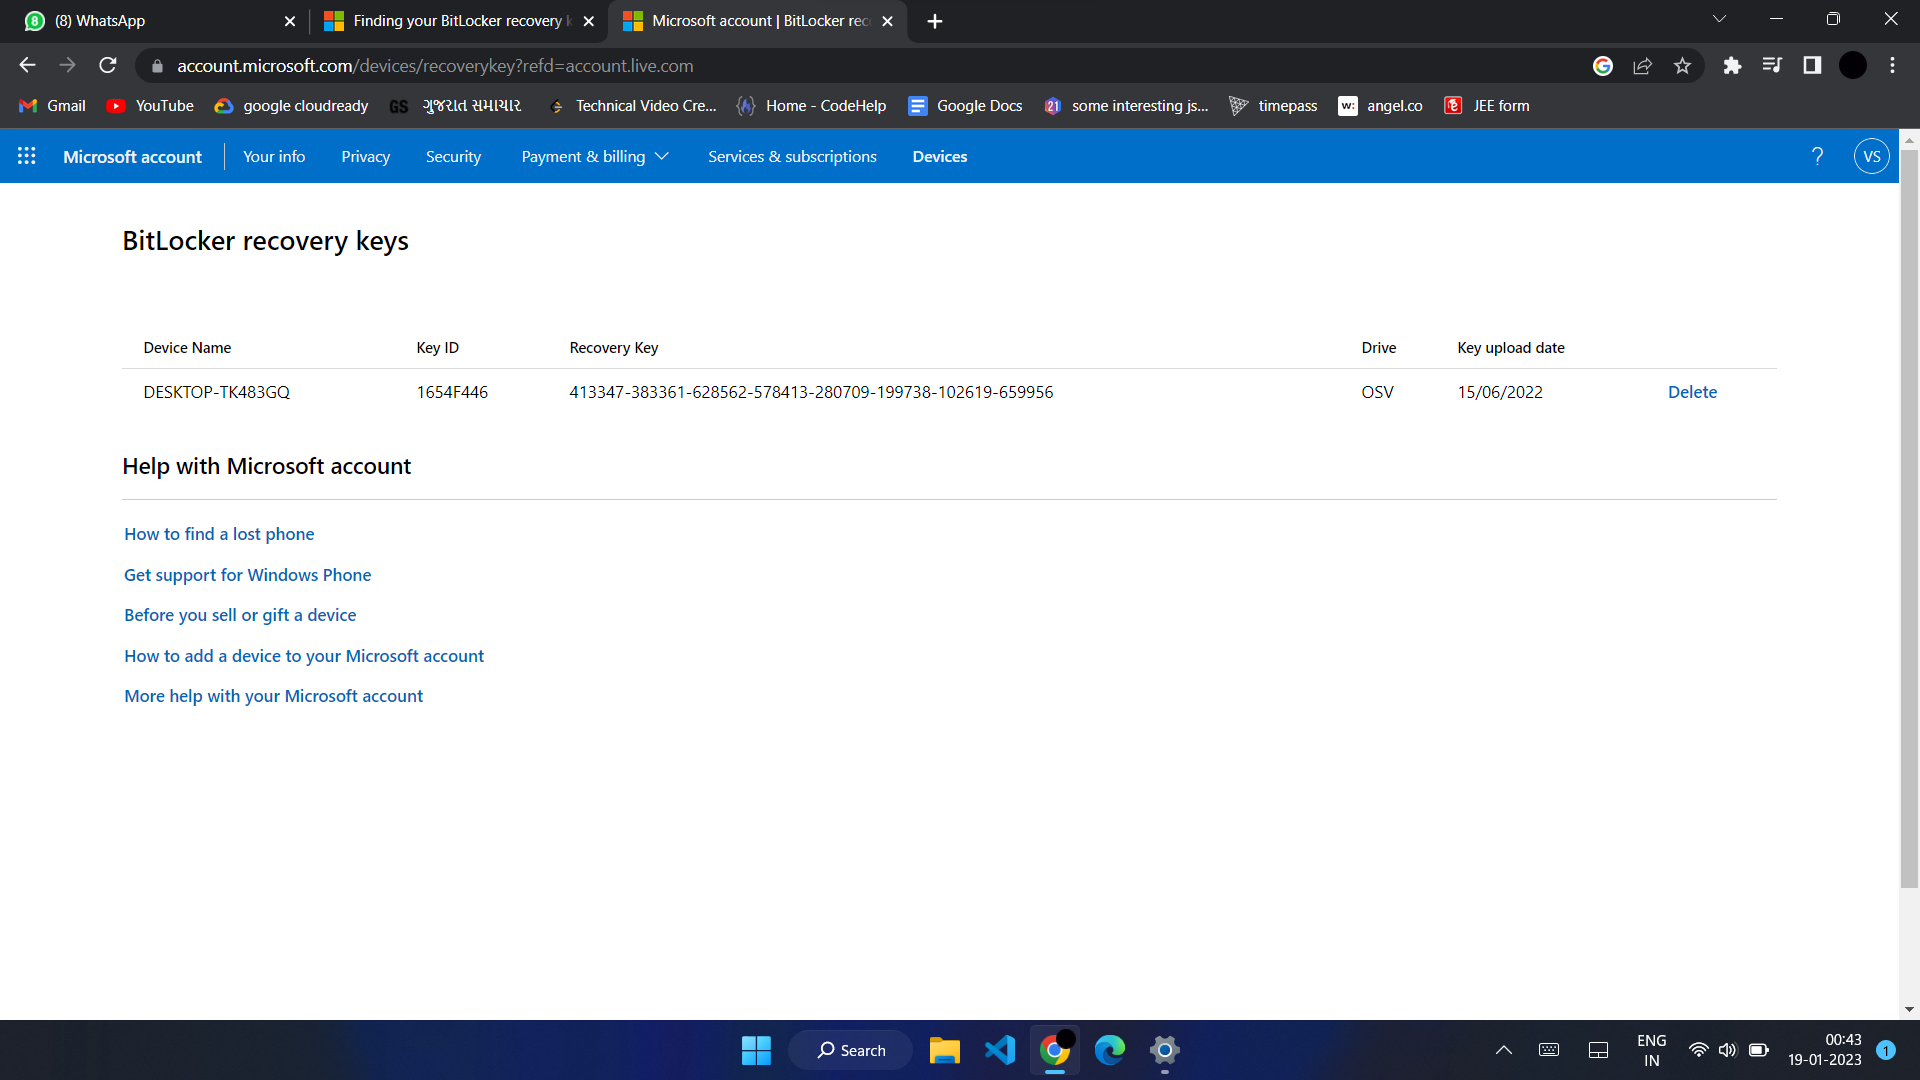 (8) WhatsApp
Finding your BitLocker recovery k
Microsoft account | BitLocker reco
account.microsoft.com/devices/recoverykey?refd=account.live.com
Gmail YouTube google cloudready GS ગુજરાત સમાચાર Technical Video Cre... Home - CodeHelp Google Docs 21 some interesting js... timepass w: angel.co JEE form
Microsoft account Your info Privacy Security Payment & billing Services & subscriptions Devices ? VS
BitLocker recovery keys
Device Name Key ID Recovery Key Drive Key upload date
DESKTOP-TK483GQ 1654F446 413347-383361-628562-578413-280709-199738-102619-659956 OSV 15/06/2022 Delete
Help with Microsoft account
How to find a lost phone
Get support for Windows Phone
Before you sell or gift a device
How to add a device to your Microsoft account
More help with your Microsoft account
Search
ENG
IN
00:43
19-01-2023
1